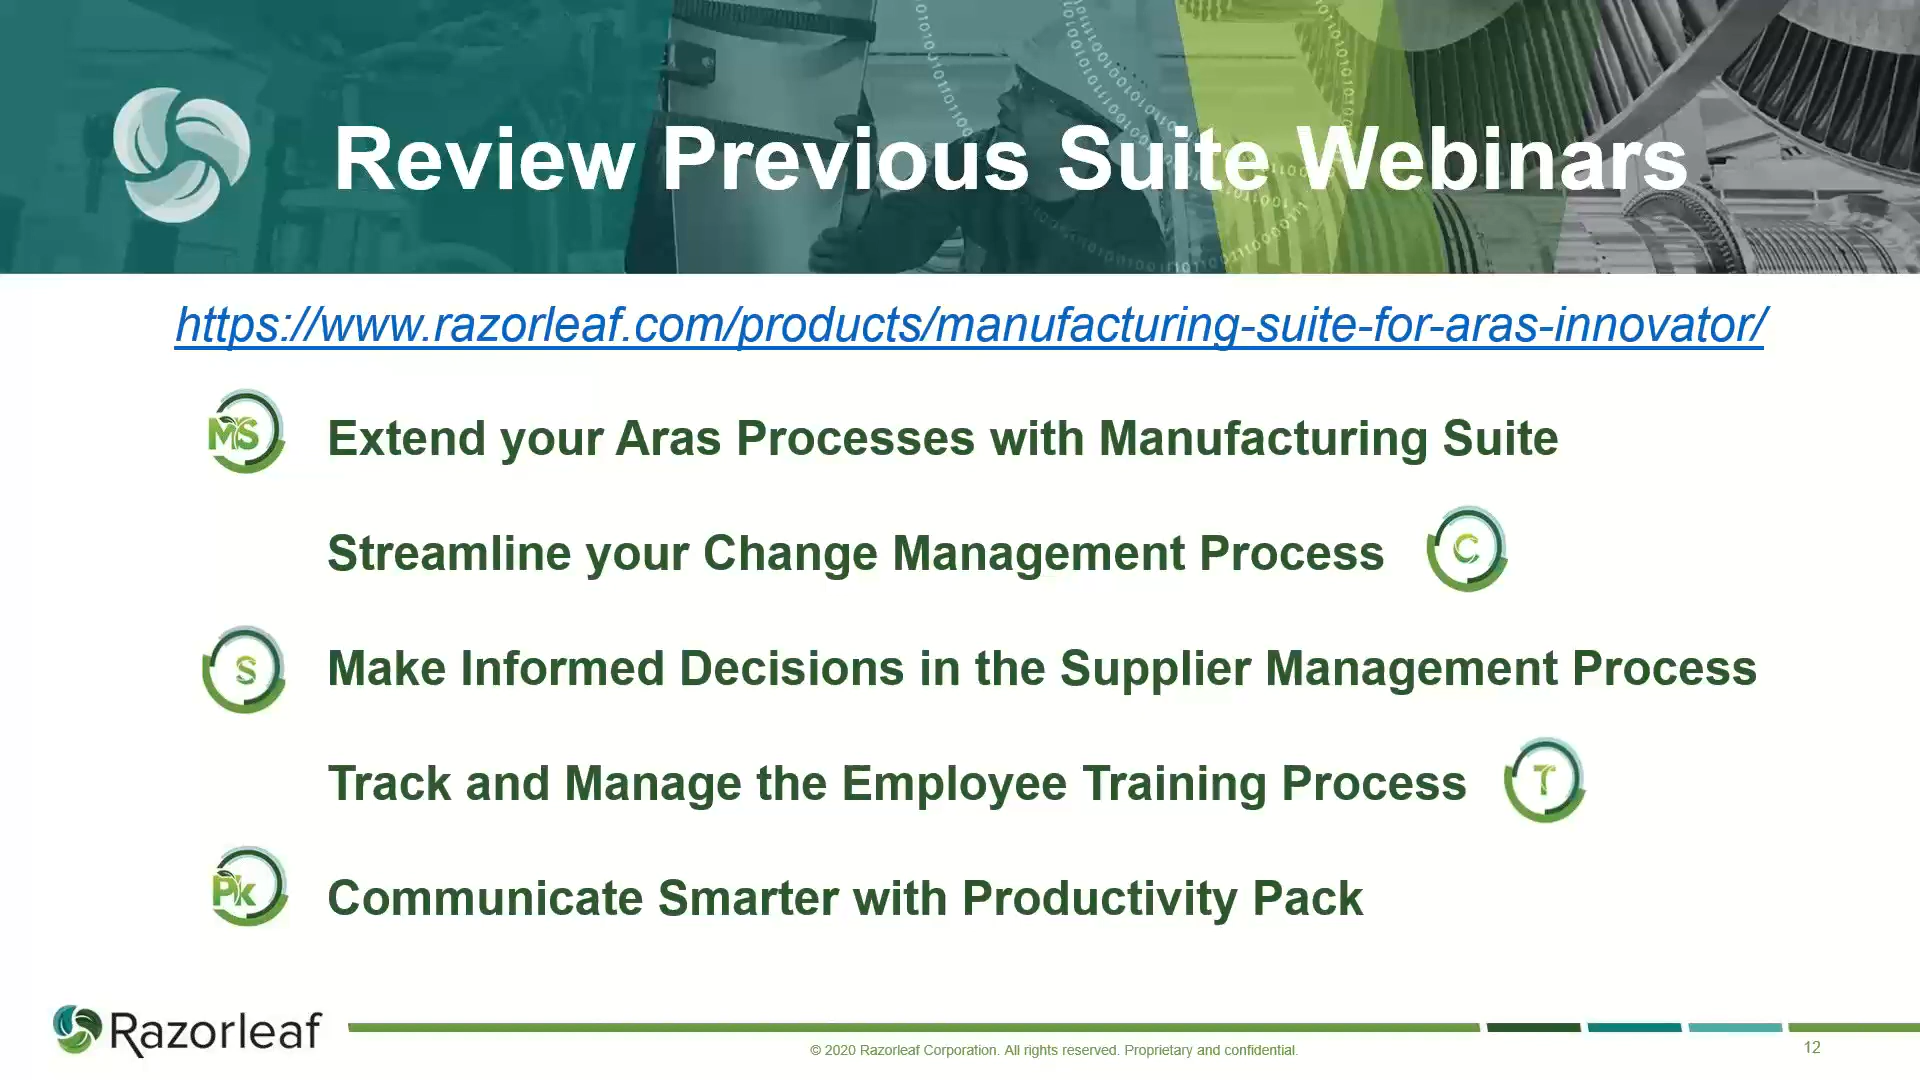 Review Previous Suite Webinars
https://www.razorleaf.com/products/manufacturing-suite-for-aras-innovator/
MS
Extend your Aras Processes with Manufacturing Suite
Streamline your Change Management Process
C
S
Make Informed Decisions in the Supplier Management Process
Track and Manage the Employee Training Process
T
Pk
Communicate Smarter with Productivity Pack
Razorleaf
© 2020 Razorleaf Corporation. All rights reserved. Proprietary and confidential.
12